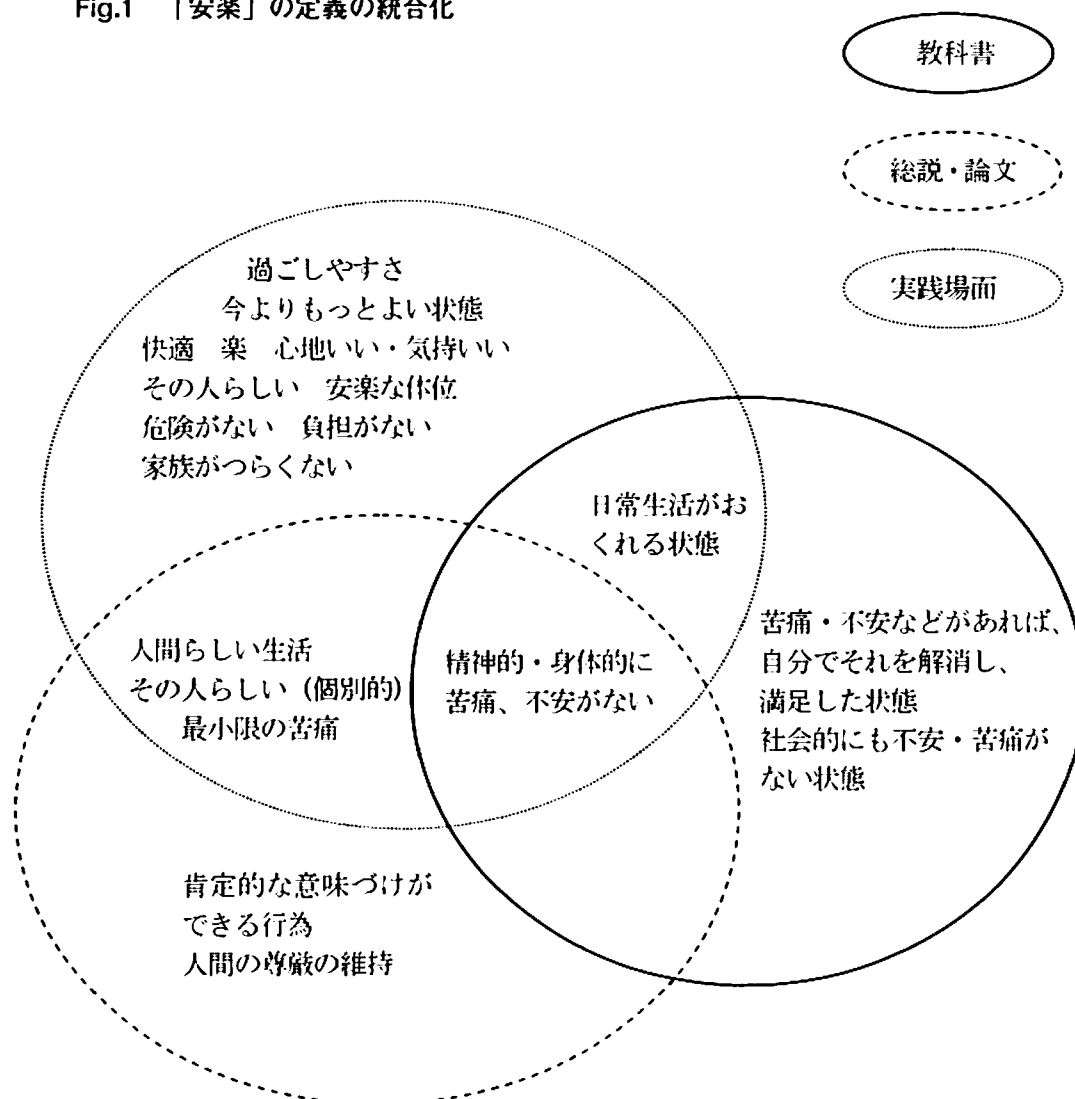 Fig.1 「安楽」の定義の統合化
教科書
総説・論文
実践場面
過ごしやすさ
今よりもっとよい状態
快適 楽 心地いい・気持いい
その人らしい 安楽な体位
危険がない 負担がない
家族がつらくない
日常生活がお
くれる状態
人間らしい生活
その人らしい（個別的）
最小限の苦痛
精神的・身体的に
苦痛、不安がない
苦痛・不安などがあれば、
自分でそれを解消し、
満足した状態
社会的にも不安・苦痛が
ない状態
肯定的な意味づけが
できる行為
人間の尊厳の維持